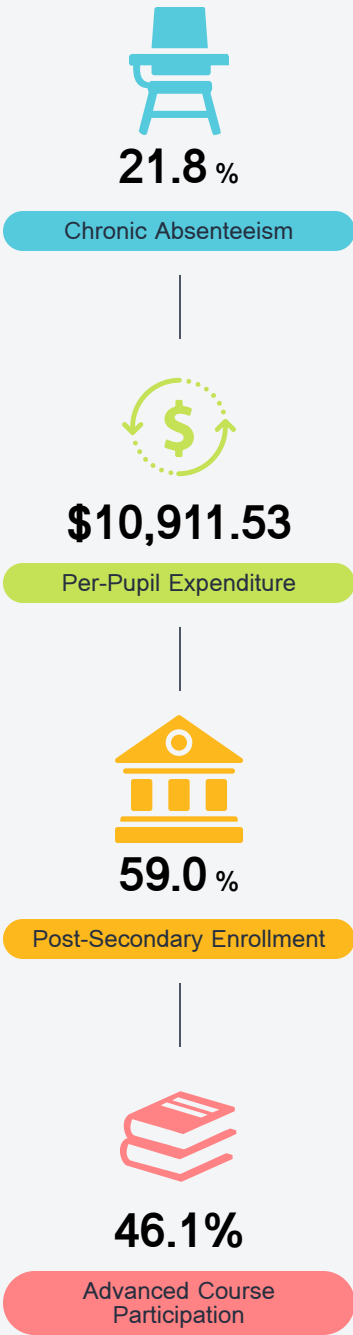 21.8 %
Chronic Absenteeism
$
$10,911.53
Per-Pupil Expenditure
59.0 %
Post-Secondary Enrollment
46.1%
Advanced Course
Participation